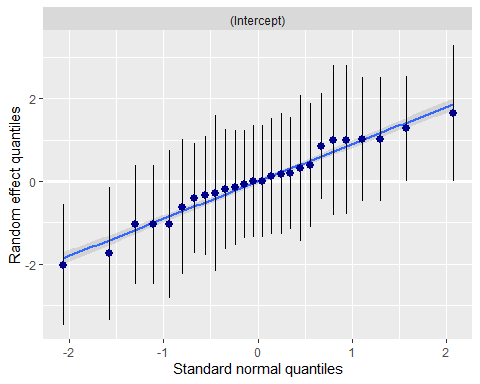 (Intercept)
Random effect quantiles
2
0
-2
-2
-1
0
1
2
Standard normal quantiles